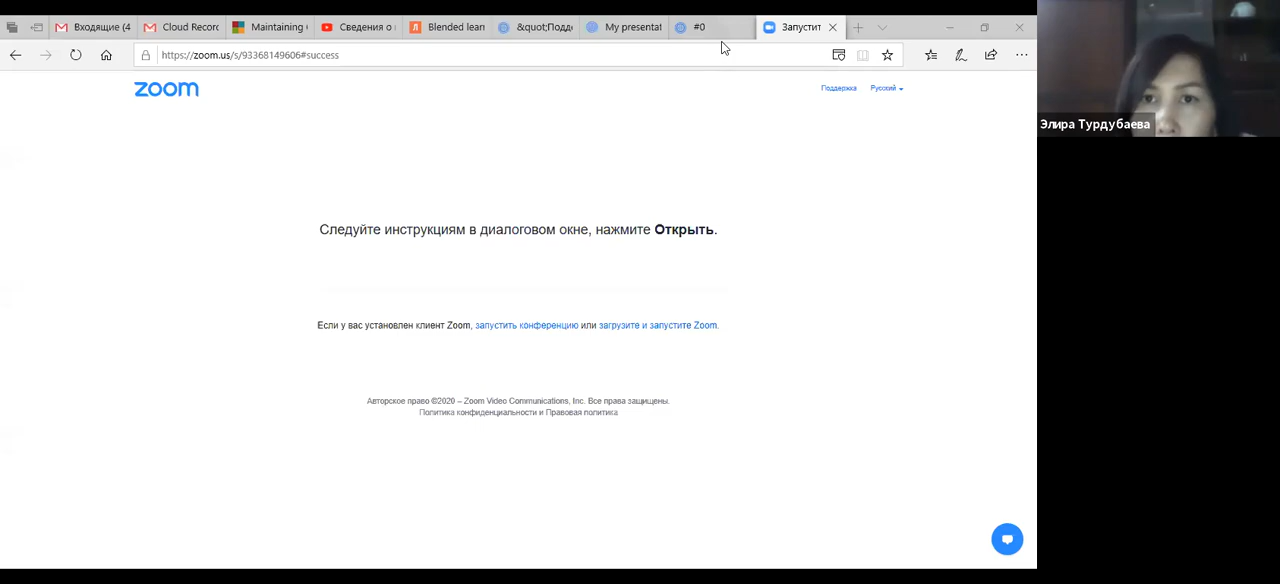 Входящие (4
Cloud Record
Maintaining
Сведения о
Blended lear
&quot;Подд
My presentat
#0
Запустит
https://zoom.us/s/93368149606#success
zoom
Поддержка
Русский
Элира Турдубаева
Следуйте инструкциям в диалоговом окне, нажмите Открыть.
Если у вас установлен клиент Zoom, запустить конференцию или загрузите и запустите Zoom.
Авторское право ©2020 – Zoom Video Communications, Inc. Все права защищены.
Политика конфиденциальности и Правовая политика